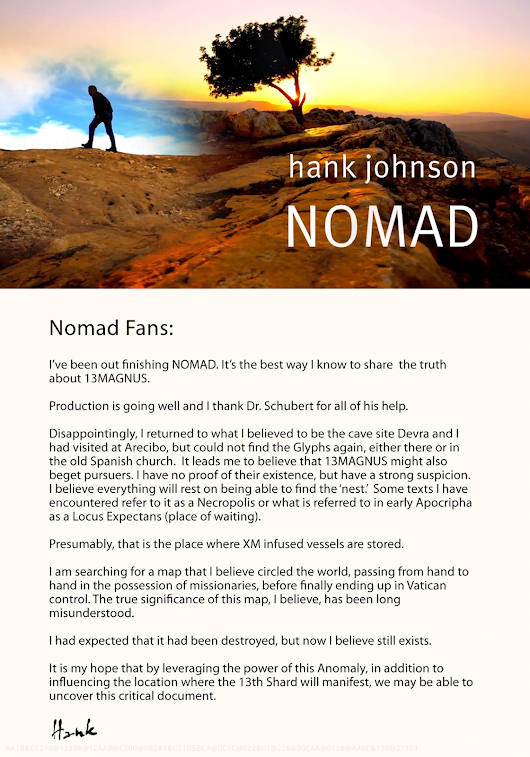 hank johnson
NOMAD
Nomad Fans:
I've been out finishing NOMAD. It's the best way I know to share the truth
about 13MAGNUS.
Production is going well and I thank Dr. Schubert for all of his help.
Disappointingly, I returned to what I believed to be the cave site Devra and I
had visited at Arecibo, but could not find the Glyphs again, either there or in
the old Spanish church. It leads me to believe that 13MAGNUS might also
beget pursuers. I have no proof of their existence, but have a strong suspicion.
I believe everything will rest on being able to find the 'nest.' Some texts I have
encountered refer to it as a Necropolis or what is referred to in early Apocripha
as a Locus Expectans (place of waiting).
Presumably, that is the place where XM infused vessels are stored.
I am searching for a map that I believe circled the world, passing from hand to
hand in the possession of missionaries, before finally ending up in Vatican
control. The true significance of this map, I believe, has been long
misunderstood.
I had expected that it had been destroyed, but now I believe still exists.
It is my hope that by leveraging the power of this Anomaly, in addition to
influencing the location where the 13th Shard will manifest, we may be able to
uncover this critical document.
Hank